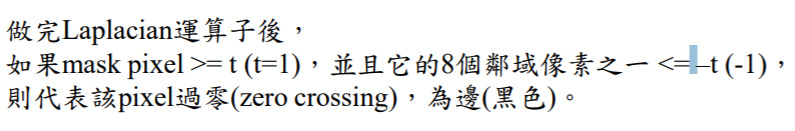 做完Laplacian運算子後，
如果mask pixel >= t (t=1)，並且它的8個鄰域像素之一 <= –t (-1)，
則代表該pixel過零(zero crossing)，為邊(黑色)。